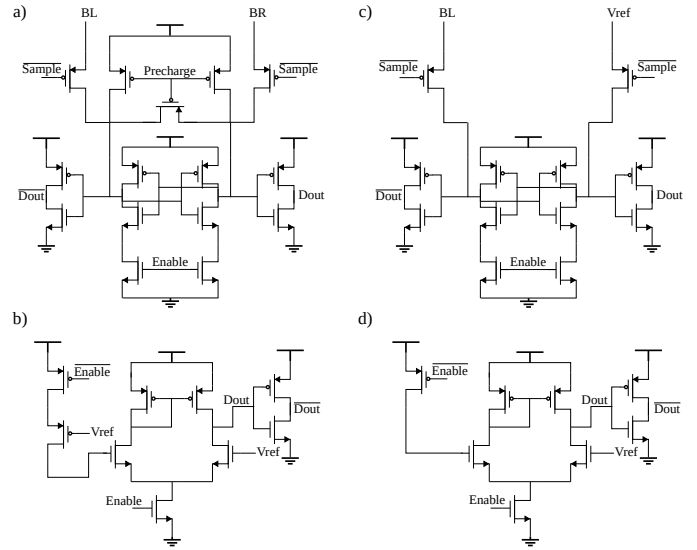 a)
BL
BR
Sample
Precharge
Sample
Dout
Dout
Enable
c)
BL
Vref
Sample
Sample
Dout
Dout
Enable
b)
Enable
Vref
Dout
Dout
Vref
Enable
d)
Enable
Dout
Dout
Vref
Enable